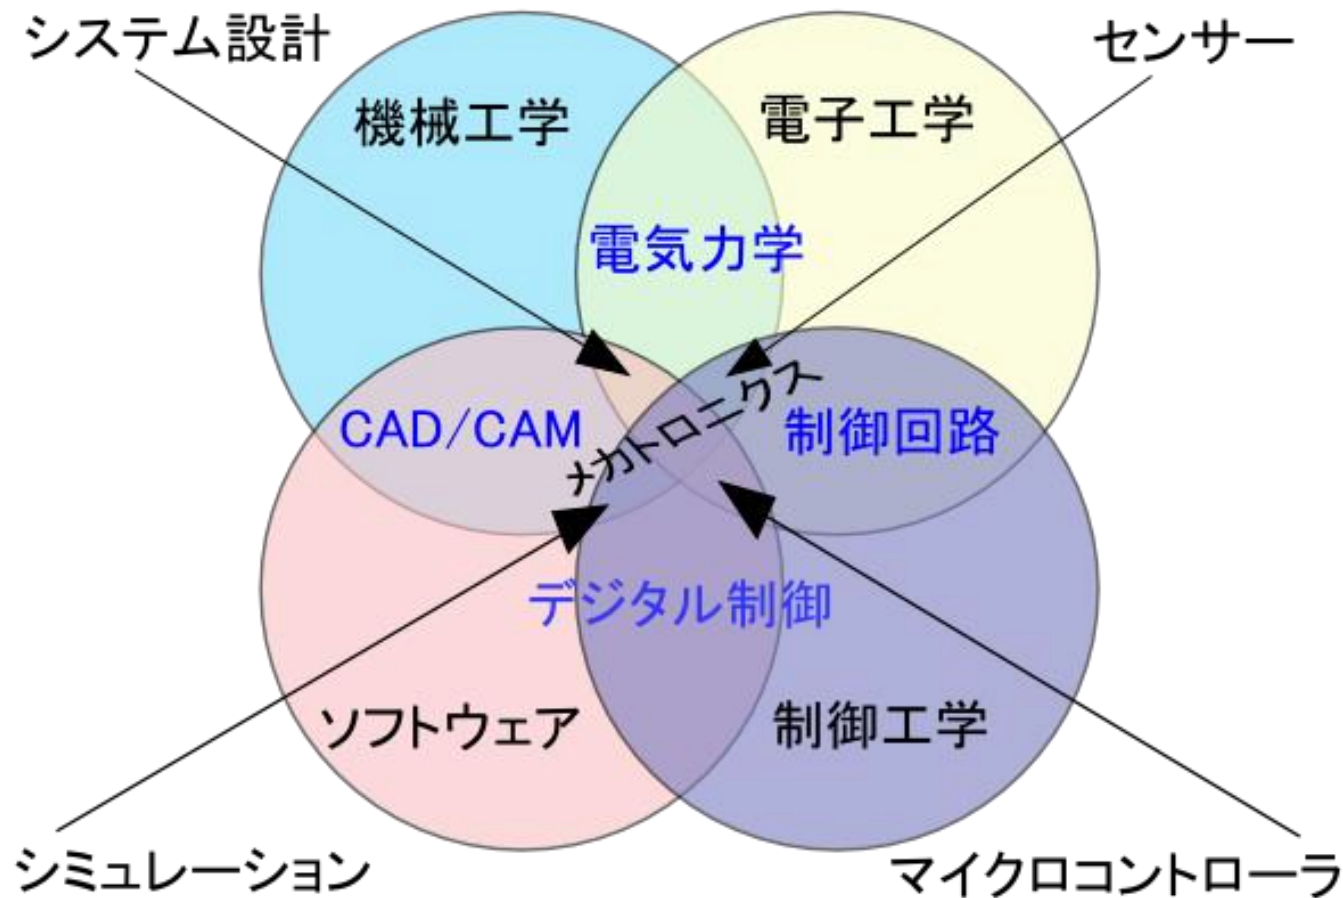 システム設計
センサー
機械工学
電子工学
電気力学
メカトロニクス
CAD/CAM
制御回路
デジタル制御
ソフトウェア
制御工学
シミュレーション
マイクロコントローラ